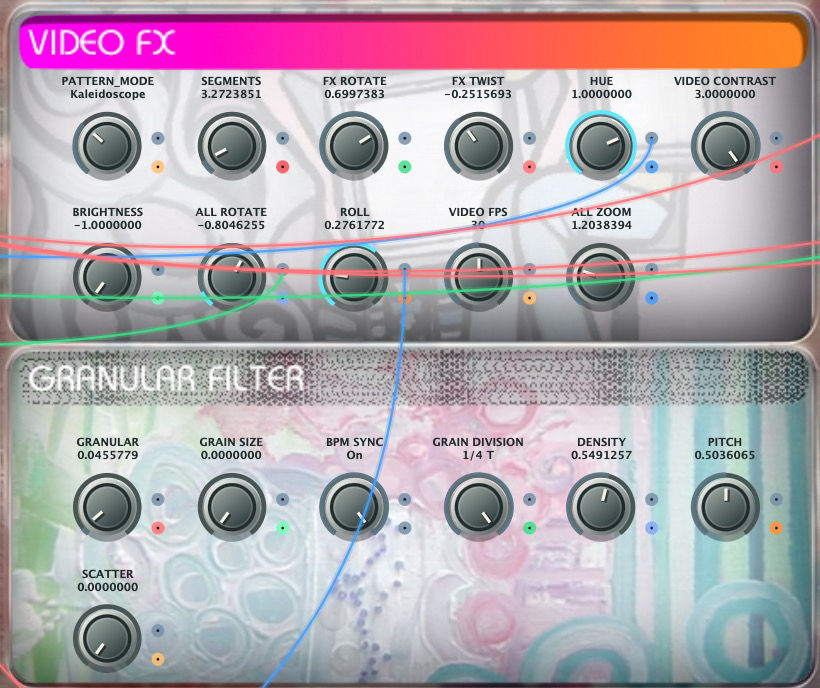 VIDEO FX
PATTERN_MODE SEGMENTS FX ROTATE FX TWIST HUE VIDEO CONTRAST
Kaleidoscope 3.2723851 0.6997383 -0.2515693 1.0000000 3.0000000
BRIGHTNESS ALL ROTATE ROLL VIDEO FPS ALL ZOOM
-1.0000000 -0.8046255 0.2761772 30 1.2038394
GRANULAR FILTER
GRANULAR GRAIN SIZE BPM SYNC GRAIN DIVISION DENSITY PITCH
0.0455779 0.0000000 On 1/4 T 0.5491257 0.5036065
SCATTER
0.0000000